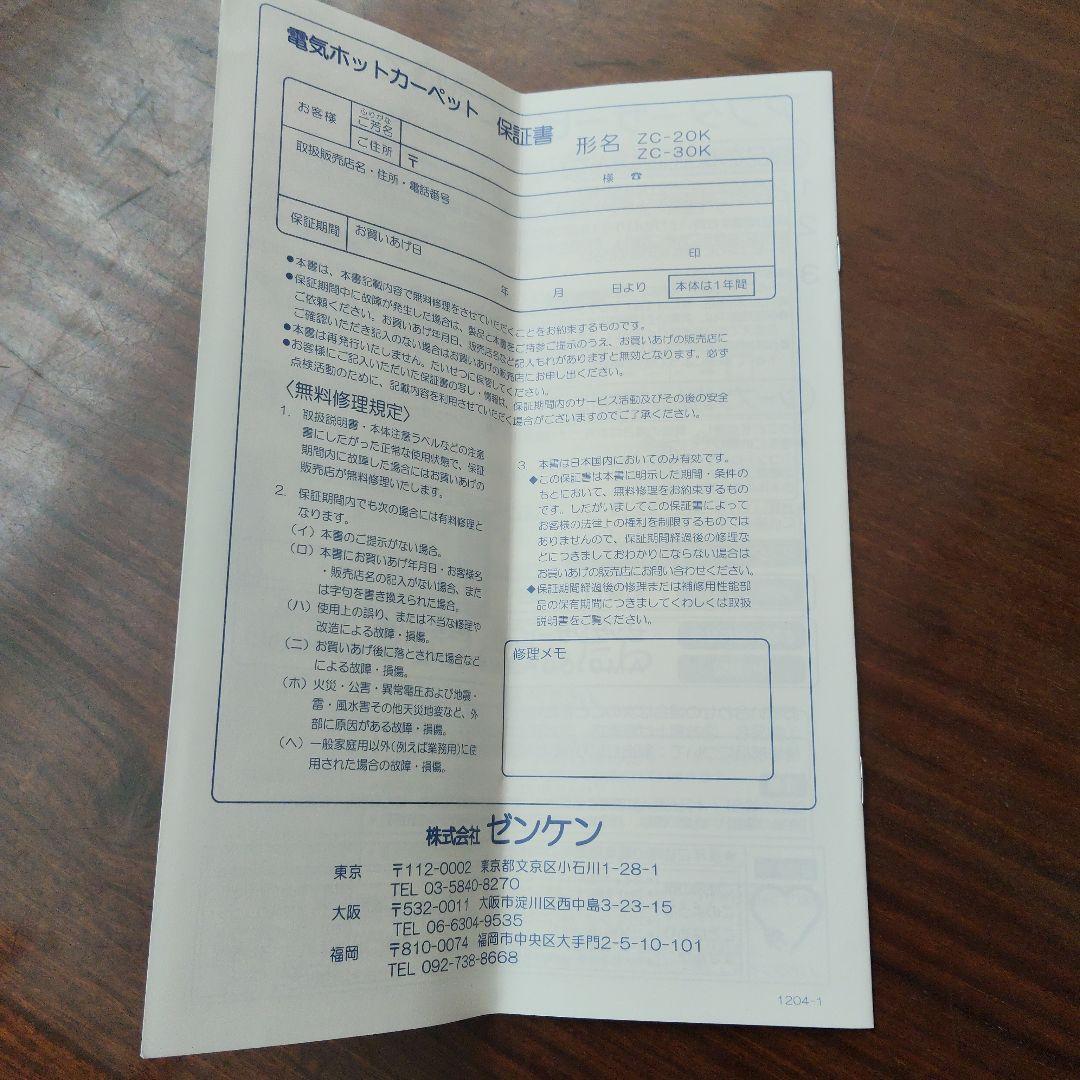 電気ホットカーペット 保証書 形名 ZC-20K
ZC-30K
お客様 ふりがな
ご芳名 様 ☎
ご住所 〒
取扱販売店名・住所・電話番号
印
保証期間 お買いあげ日 年 月 日より 本体は1年間
●本書は、本書記載内容で無料修理をさせていただくことをお約束するものです。
●保証期間中に故障が発生した場合は、製品と本書をご持参ご提示のうえ、お買いあげの販売店に
ご依頼ください。お買いあげ年月日、販売店名など記入もれがありますと無効となります。必ず
ご確認いただき記入のない場合はお買いあげの販売店にお申し出ください。
●本書は再発行いたしません。たいせつに保管してください。
●お客様にご記入いただいた保証書の写し・情報は、保証期間内のサービス活動及びその後の安全
点検活動のために、記載内容を利用させていただく場合がございますのでご了承ください。
〈無料修理規定〉
1. 取扱説明書・本体注意ラベルなどの注意
書にしたがった正常な使用状態で、保証
期間内に故障した場合にはお買いあげの
販売店が無料修理いたします。
2. 保証期間内でも次の場合には有料修理と
なります。
(イ)本書のご提示がない場合。
(ロ)本書にお買いあげ年月日・お客様名
・販売店名の記入がない場合、また
は字句を書き換えられた場合。
(ハ)使用上の誤り、または不当な修理や
改造による故障・損傷。
(ニ)お買いあげ後に落とされた場合など
による故障・損傷。
(ホ)火災・公害・異常電圧および地震・
雷・風水害その他天災地変など、外
部に原因がある故障・損傷。
(ヘ)一般家庭用以外(例えば業務用)に使
用された場合の故障・損傷。
3 本書は日本国内においてのみ有効です。
◆この保証書は本書に明示した期間・条件の
もとにおいて、無料修理をお約束するもの
です。したがいましてこの保証書によって
お客様の法律上の権利を制限するものでは
ありませんので、保証期間経過後の修理な
どにつきましておわかりにならない場合は
お買いあげの販売店にお問い合わせください。
◆保証期間経過後の修理または補修用性能部
品の保有期間につきましてくわしくは取扱
説明書をご覧ください。
修理メモ
株式会社 ゼンケン
東京 〒112-0002 東京都文京区小石川1-28-1
TEL 03-5840-8270
大阪 〒532-0011 大阪市淀川区西中島3-23-15
TEL 06-6304-9535
福岡 〒810-0074 福岡市中央区大手門2-5-10-101
TEL 092-738-8668
1204-1